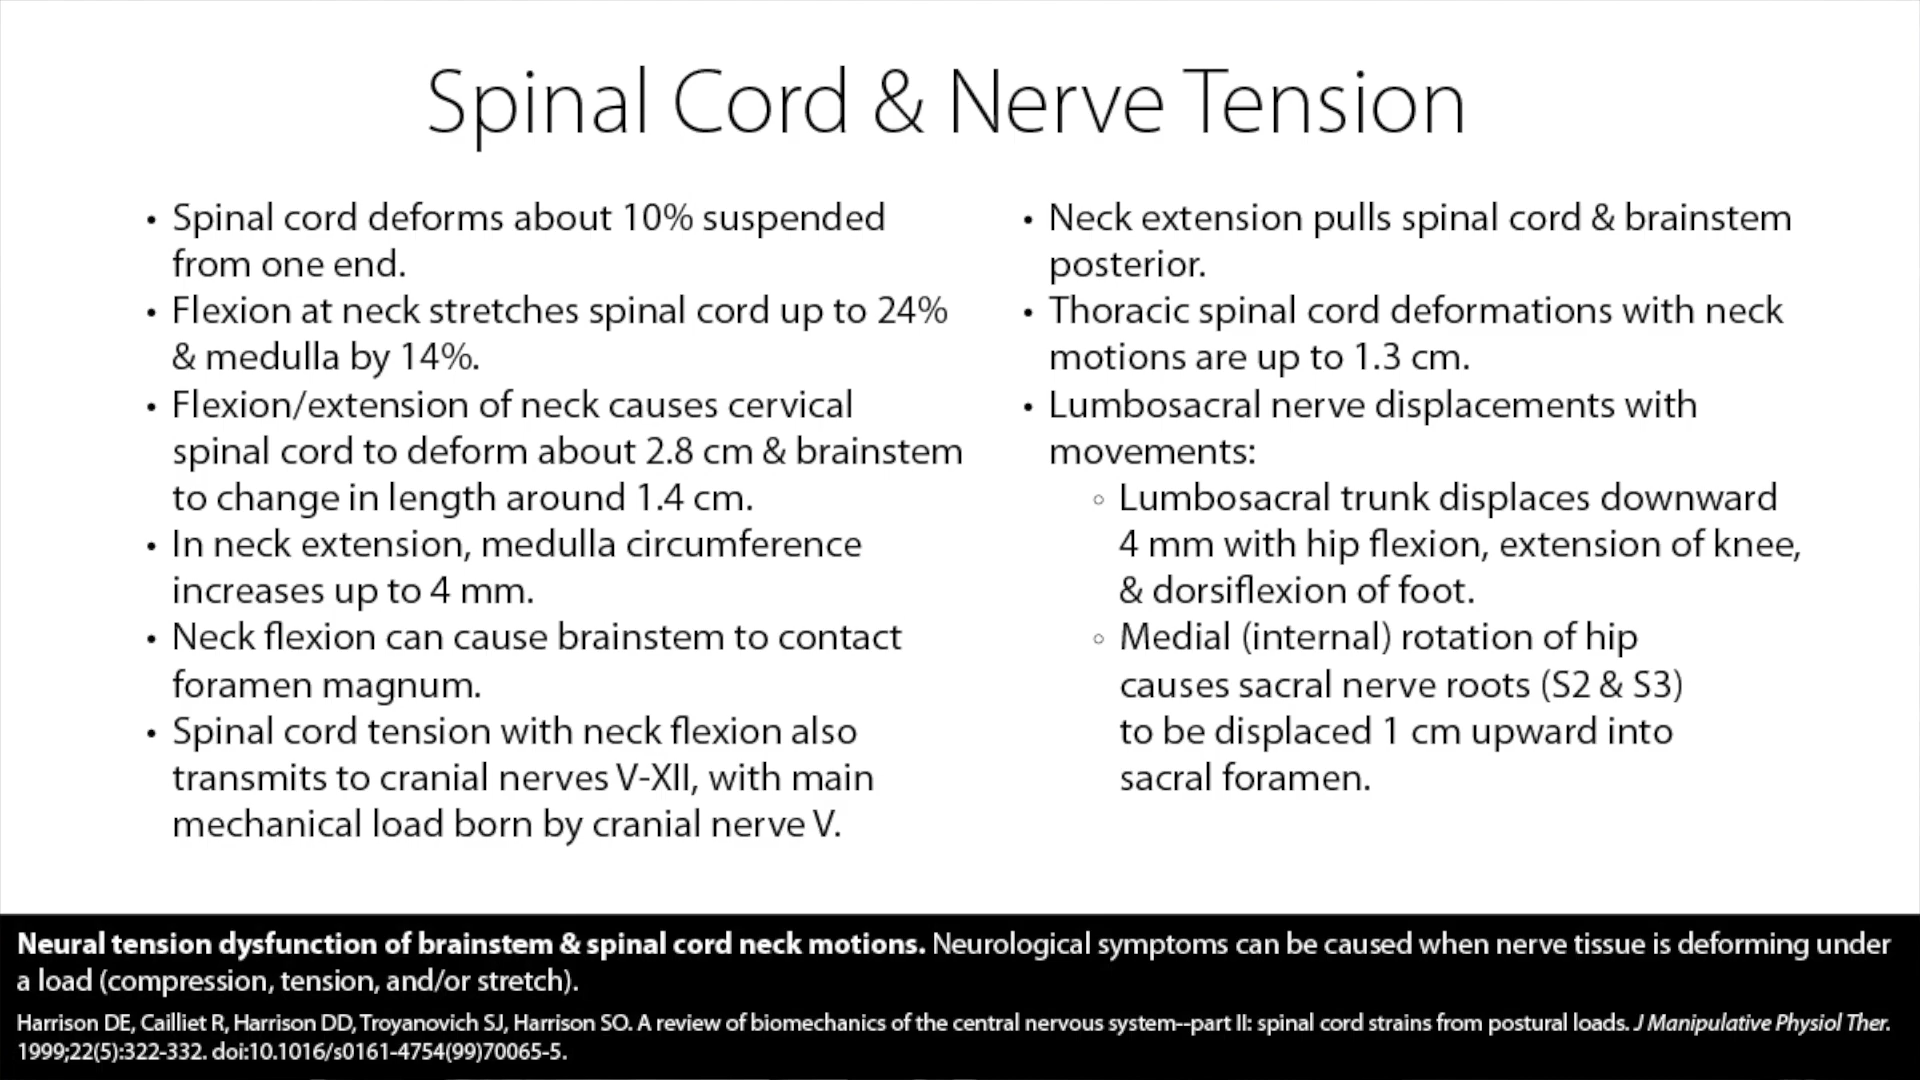 Spinal Cord & Nerve Tension
• Spinal cord deforms about 10% suspended
from one end.
• Flexion at neck stretches spinal cord up to 24%
& medulla by 14%.
• Flexion/extension of neck causes cervical
spinal cord to deform about 2.8 cm & brainstem
to change in length around 1.4 cm.
• In neck extension, medulla circumference
increases up to 4 mm.
• Neck flexion can cause brainstem to contact
foramen magnum.
• Spinal cord tension with neck flexion also
transmits to cranial nerves V-XII, with main
mechanical load born by cranial nerve V.
• Neck extension pulls spinal cord & brainstem
posterior.
• Thoracic spinal cord deformations with neck
motions are up to 1.3 cm.
• Lumbosacral nerve displacements with
movements:
◦ Lumbosacral trunk displaces downward
4 mm with hip flexion, extension of knee,
& dorsiflexion of foot.
◦ Medial (internal) rotation of hip
causes sacral nerve roots (S2 & S3)
to be displaced 1 cm upward into
sacral foramen.
Neural tension dysfunction of brainstem & spinal cord neck motions. Neurological symptoms can be caused when nerve tissue is deforming under
a load (compression, tension, and/or stretch).
Harrison DE, Cailliet R, Harrison DD, Troyanovich SJ, Harrison SO. A review of biomechanics of the central nervous system--part II: spinal cord strains from postural loads. J Manipulative Physiol Ther.
1999;22(5):322-332. doi:10.1016/s0161-4754(99)70065-5.